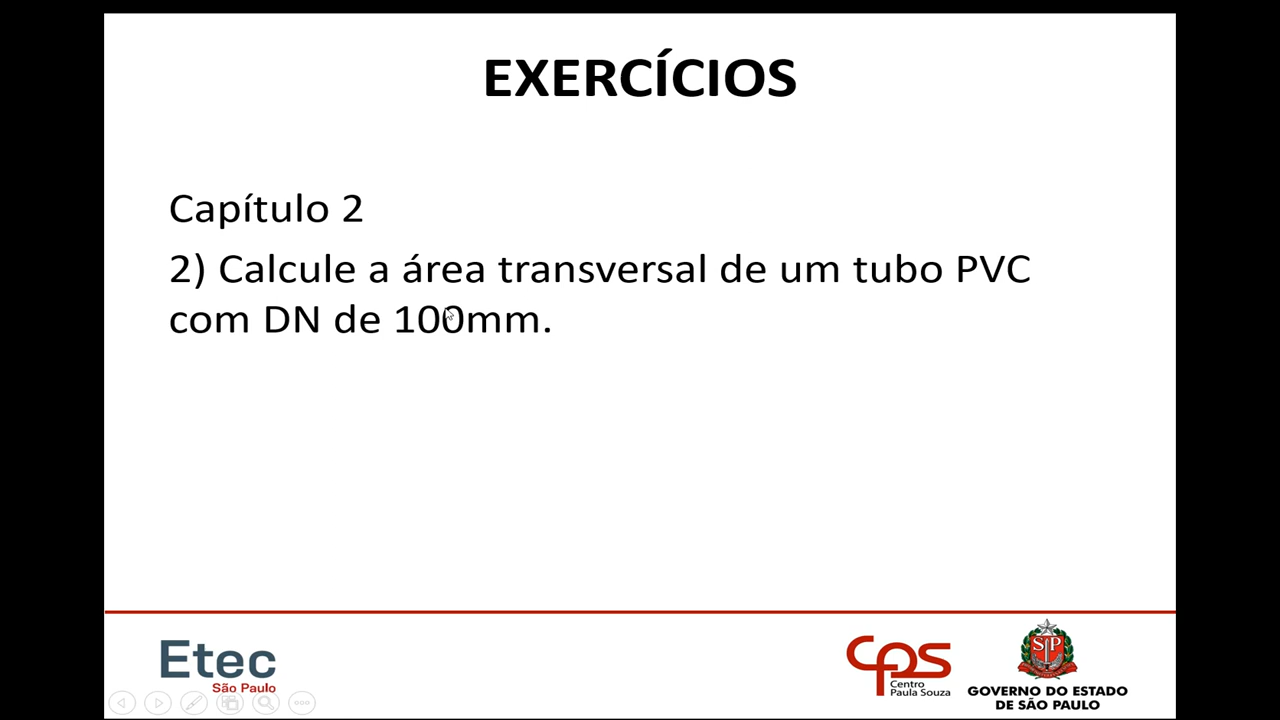 EXERCÍCIOS
Capítulo 2
2) Calcule a área transversal de um tubo PVC
com DN de 100mm.
Etec
São Paulo
CPS
Centro
Paula Souza
SP
GOVERNO DO ESTADO
DE SÃO PAULO